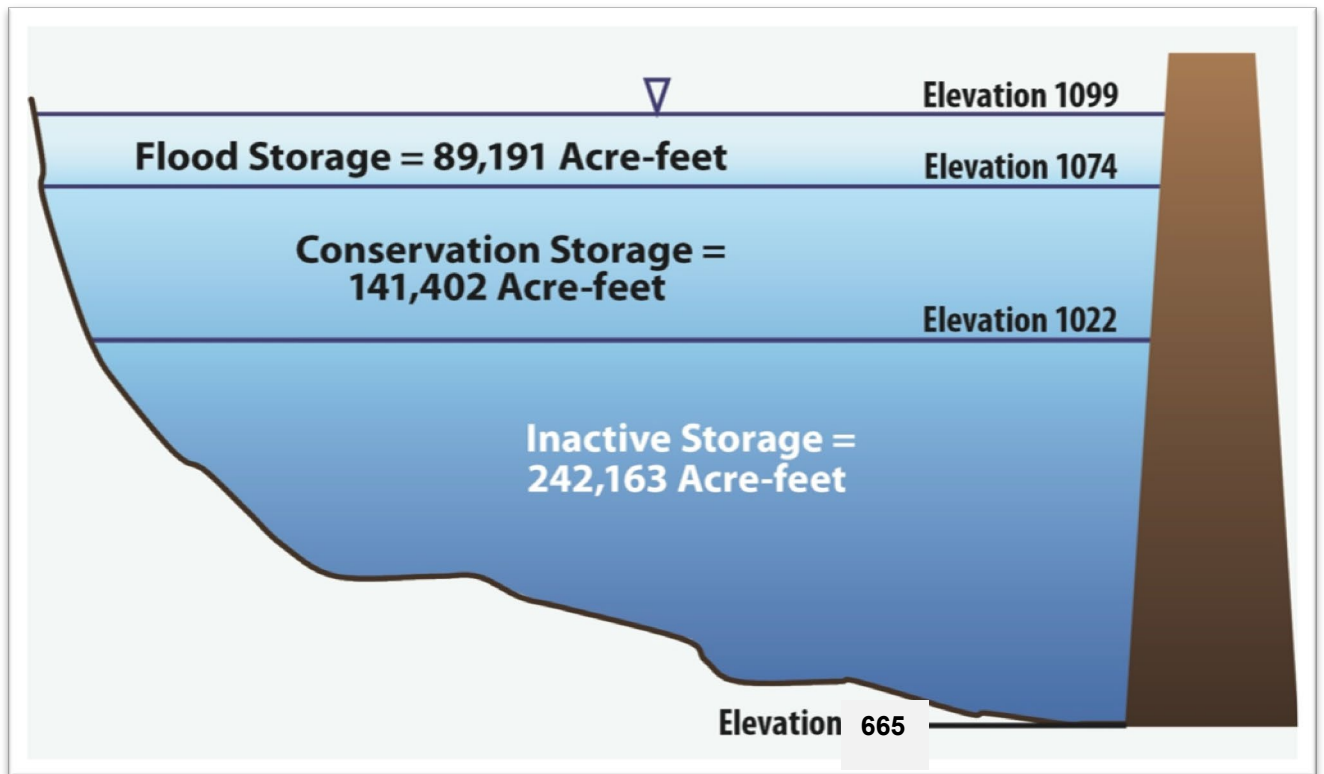 Elevation 1099
Flood Storage = 89,191 Acre-feet
Elevation 1074
Conservation Storage =
141,402 Acre-feet
Elevation 1022
Inactive Storage =
242,163 Acre-feet
Elevation 665